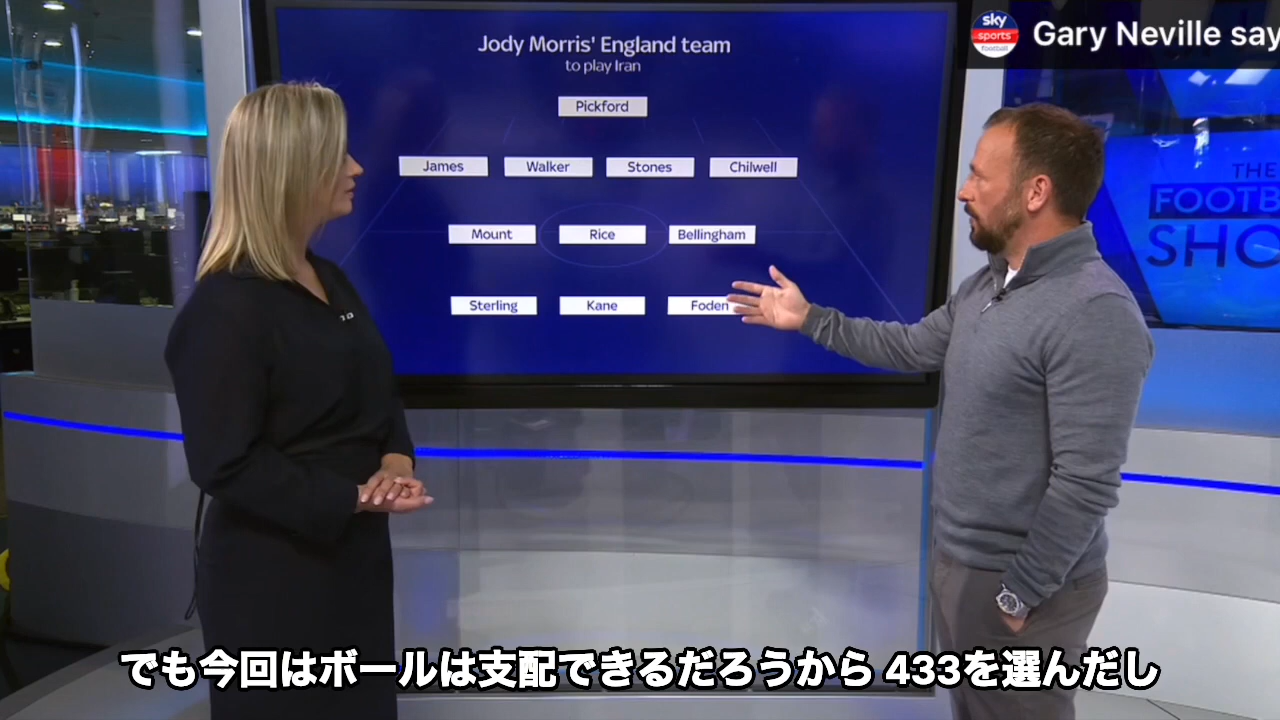 sky
sports
football
Gary Neville say
Jody Morris' England team
to play Iran
Pickford
James Walker Stones Chilwell
Mount Rice Bellingham
Sterling Kane Foden
THE
FOOTB
SHO
でも今回はボールは支配できるだろうから 433を選んだし